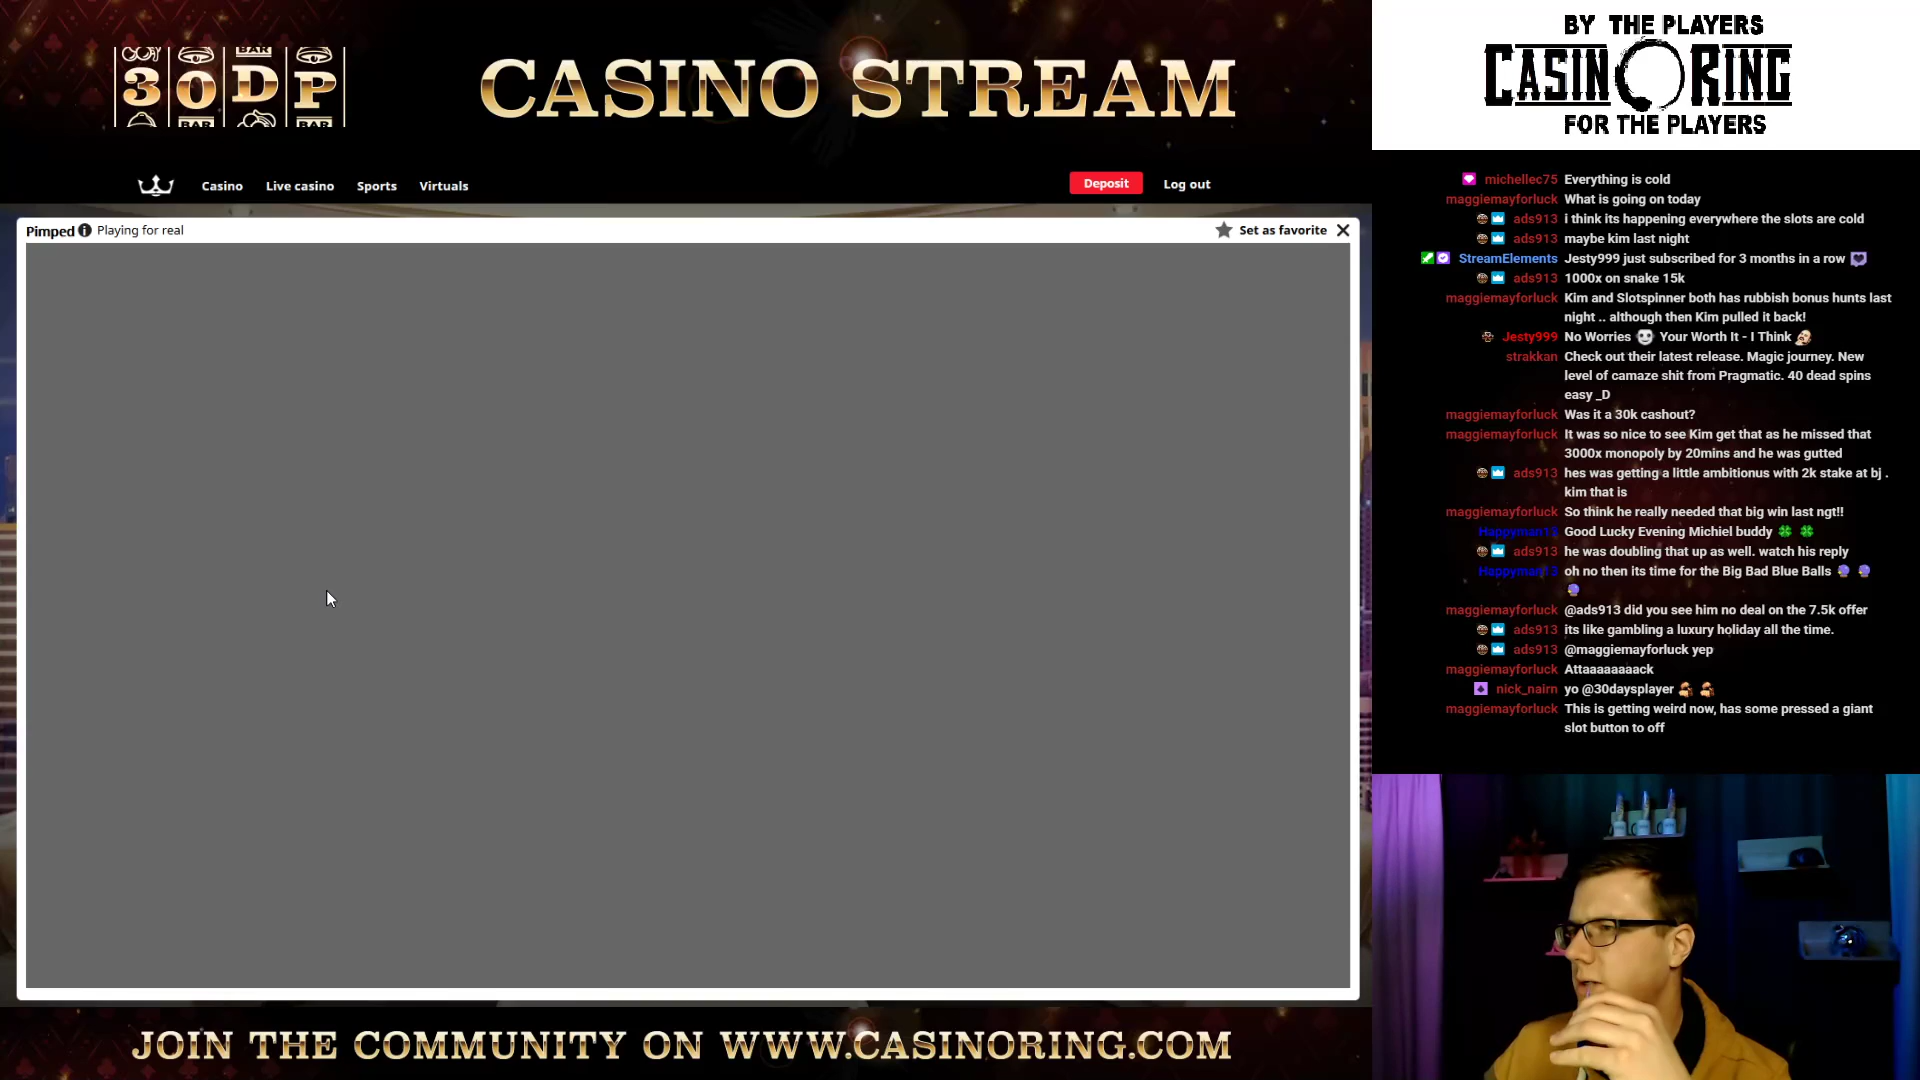 30DP
CASINO STREAM
BY THE PLAYERS
CASINORING
FOR THE PLAYERS
Casino
Live casino
Sports
Virtuals
Deposit
Log out
Pimped Playing for real
Set as favorite
michellec75 Everything is cold
maggiemayforluck What is going on today
ads913 i think its happening everywhere the slots are cold
ads913 maybe kim last night
StreamElements Jesty999 just subscribed for 3 months in a row
ads913 1000x on snake 15k
maggiemayforluck Kim and Slotspinner both has rubbish bonus hunts last
night .. although then Kim pulled it back!
Jesty999 No Worries Your Worth It - I Think
strakkan Check out their latest release. Magic journey. New
level of camaze shit from Pragmatic. 40 dead spins
easy _D
maggiemayforluck Was it a 30k cashout?
maggiemayforluck It was so nice to see Kim get that as he missed that
3000x monopoly by 20mins and he was gutted
ads913 hes was getting a little ambitionus with 2k stake at bj .
kim that is
maggiemayforluck So think he really needed that big win last ngt!!
Happyman13 Good Lucky Evening Michiel buddy
ads913 he was doubling that up as well. watch his reply
Happyman13 oh no then its time for the Big Bad Blue Balls
maggiemayforluck @ads913 did you see him no deal on the 7.5k offer
ads913 its like gambling a luxury holiday all the time.
ads913 @maggiemayforluck yep
maggiemayforluck Attaaaaaaaack
nick_nairn yo @30daysplayer
maggiemayforluck This is getting weird now, has some pressed a giant
slot button to off
JOIN THE COMMUNITY ON WWW.CASINORING.COM